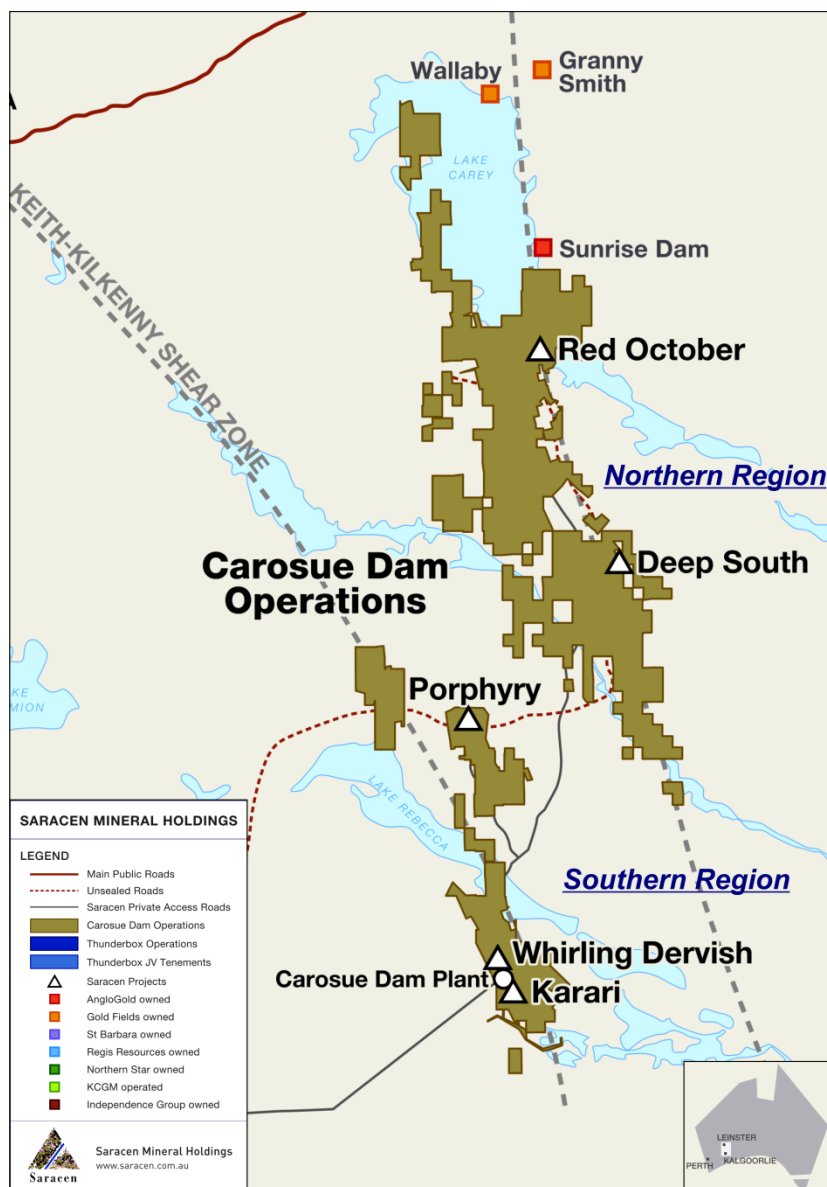 Wallaby
Granny
Smith
LAKE
CAREY
KEITH-KILKENNY SHEAR ZONE
Sunrise Dam
Red October
Northern Region
Carosue Dam
Operations
Deep South
Porphyry
LAKE REBECCA
Southern Region
Whirling Dervish
Carosue Dam Plant
Karari
SARACEN MINERAL HOLDINGS
LEGEND
Main Public Roads
Unsealed Roads
Saracen Private Access Roads
Carosue Dam Operations
Thunderbox Operations
Thunderbox JV Tenements
Saracen Projects
AngloGold owned
Gold Fields owned
St Barbara owned
Regis Resources owned
Northern Star owned
KCGM operated
Independence Group owned
Saracen
Saracen Mineral Holdings
www.saracen.com.au
LEINSTER
KALGOORLIE
PERTH